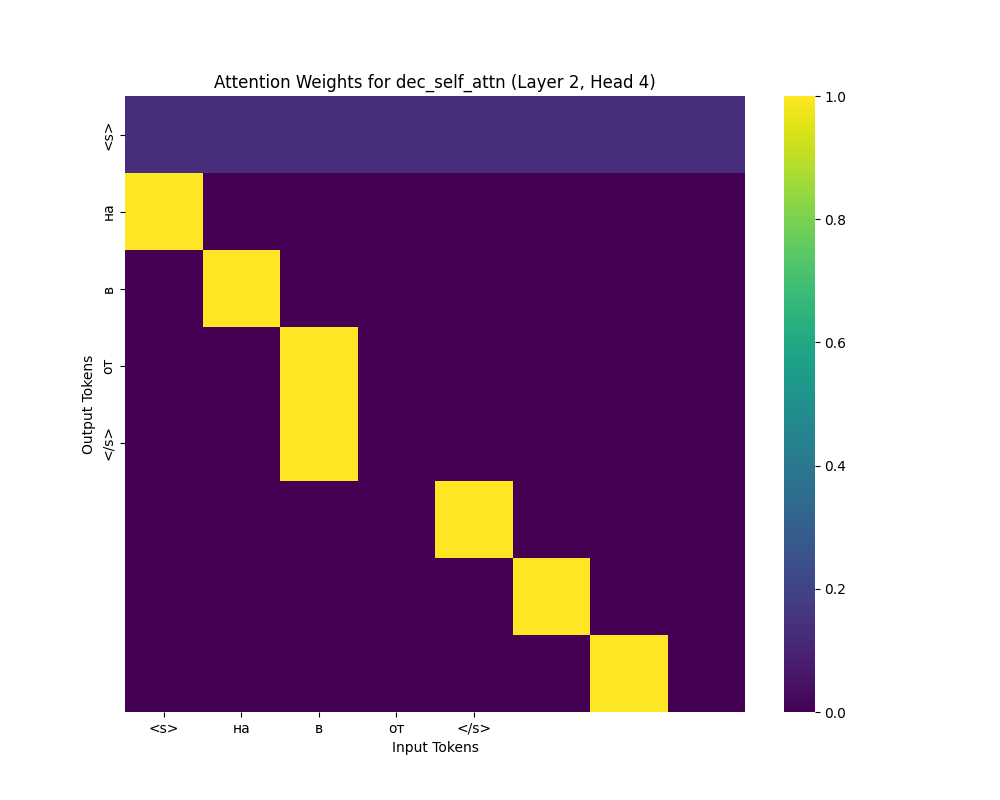 Attention Weights for dec_self_attn (Layer 2, Head 4)
Output Tokens
<s>
на
в
от
</s>
<s> на в от </s>
Input Tokens
1.0
0.8
0.6
0.4
0.2
0.0